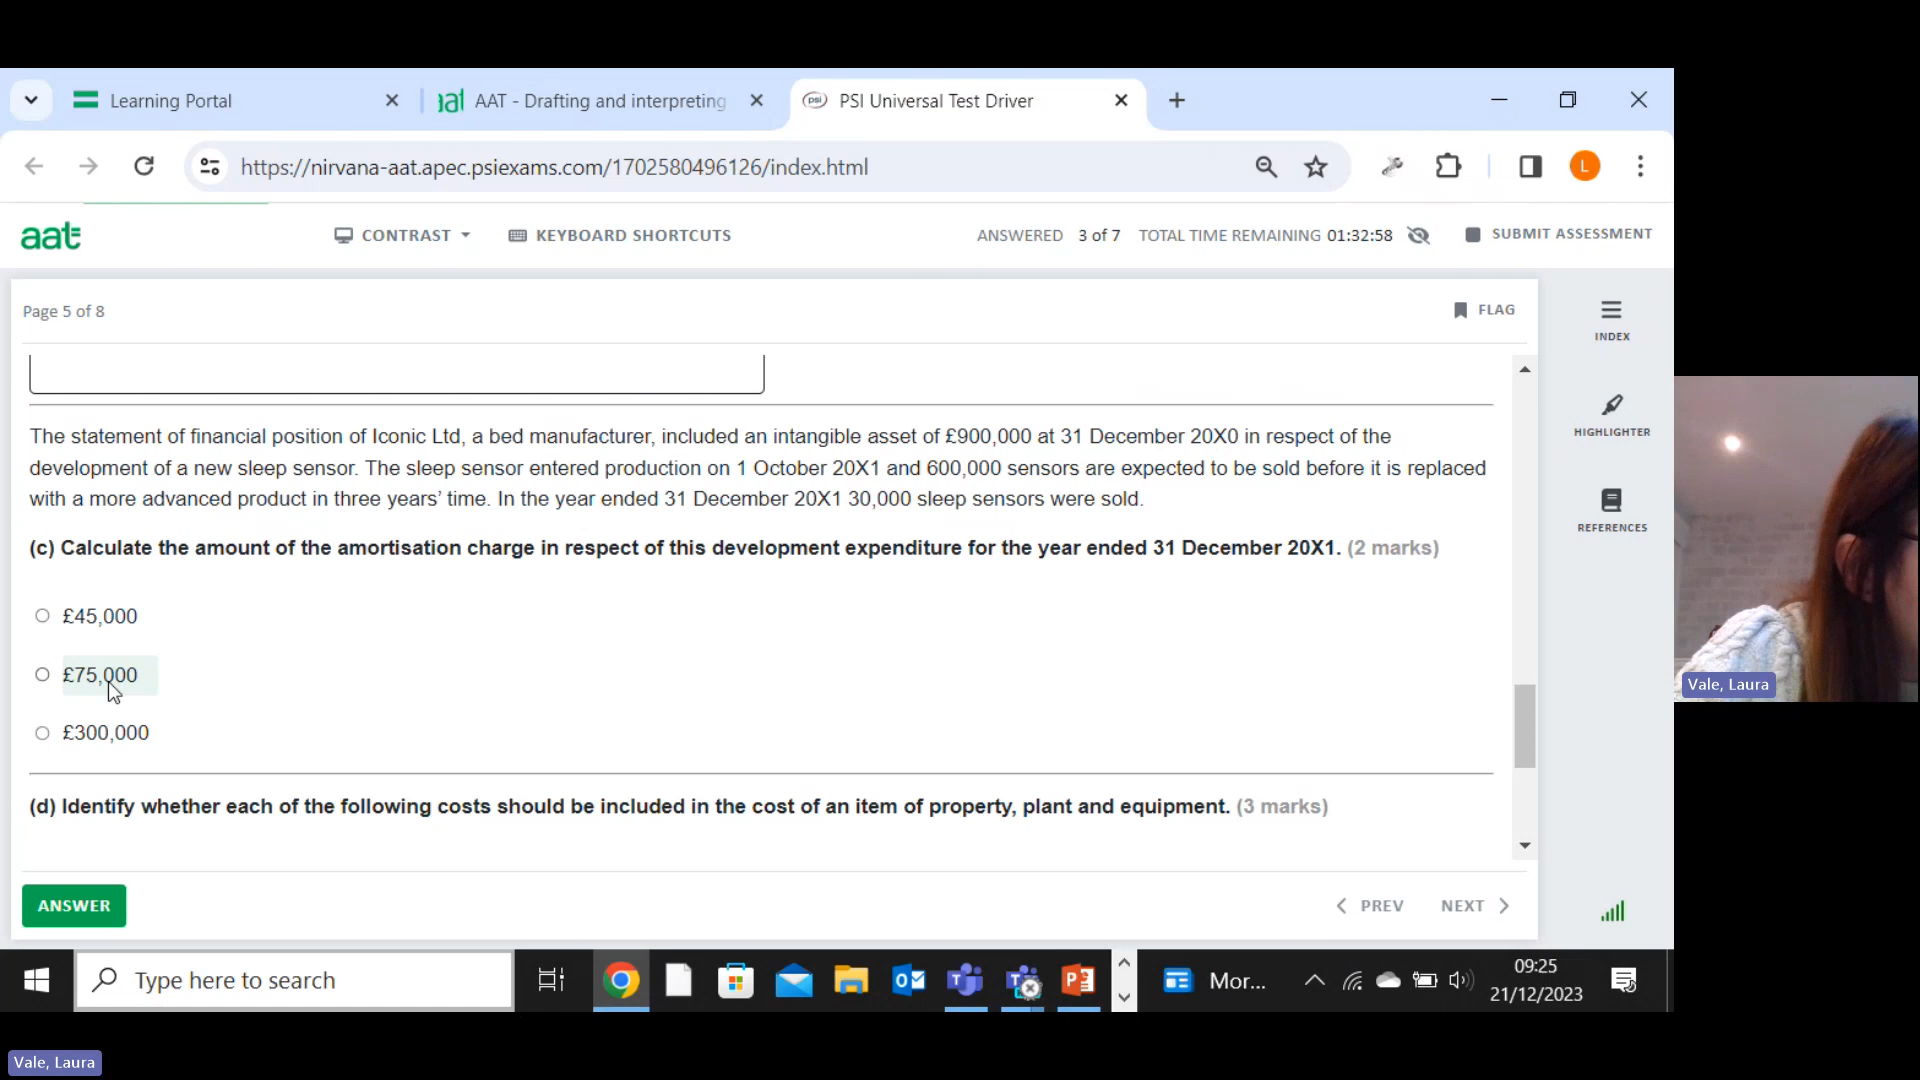 Learning Portal
aat
AAT - Drafting and interpreting
psi
PSI Universal Test Driver
https://nirvana-aat.apec.psiexams.com/1702580496126/index.html
L
aat
CONTRAST
KEYBOARD SHORTCUTS
ANSWERED 3 of 7 TOTAL TIME REMAINING 01:32:58
SUBMIT ASSESSMENT
Page 5 of 8
FLAG
INDEX
HIGHLIGHTER
REFERENCES
The statement of financial position of Iconic Ltd, a bed manufacturer, included an intangible asset of £900,000 at 31 December 20X0 in respect of the
development of a new sleep sensor. The sleep sensor entered production on 1 October 20X1 and 600,000 sensors are expected to be sold before it is replaced
with a more advanced product in three years’ time. In the year ended 31 December 20X1 30,000 sleep sensors were sold.
(c) Calculate the amount of the amortisation charge in respect of this development expenditure for the year ended 31 December 20X1. (2 marks)
£45,000
£75,000
£300,000
(d) Identify whether each of the following costs should be included in the cost of an item of property, plant and equipment. (3 marks)
ANSWER
PREV
NEXT
Vale, Laura
Type here to search
Mor...
09:25
21/12/2023
Vale, Laura